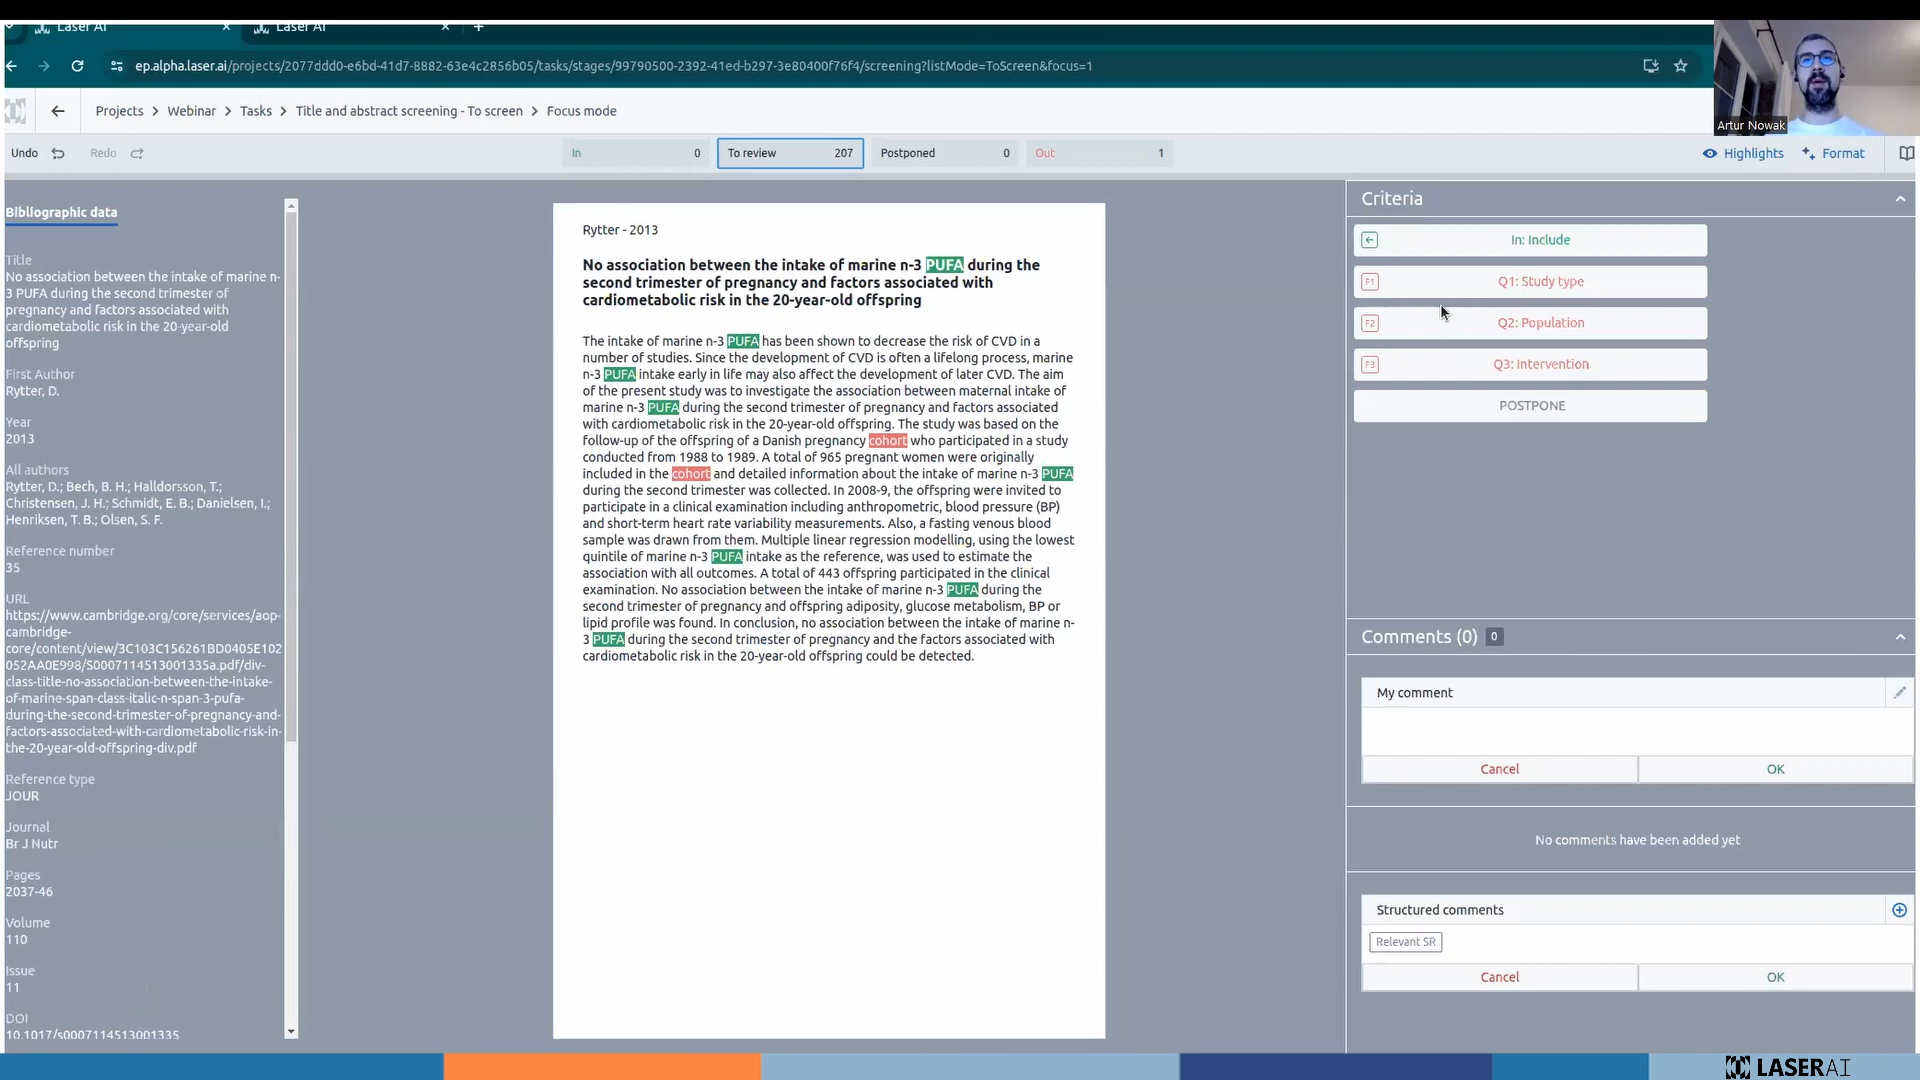 Laser AI
Laser AI
ep.alpha.laser.ai/projects/2077ddd0-e6bd-41d7-8882-63e4c2856b05/tasks/stages/99790500-2392-41ed-b297-3e80400f76f4/screening?listMode=ToScreen&focus=1
Artur Nowak
Projects > Webinar > Tasks > Title and abstract screening - To screen > Focus mode
Undo Redo In 0 To review 207 Postponed 0 Out 1 Highlights Format
Bibliographic data
Title
No association between the intake of marine n-
3 PUFA during the second trimester of
pregnancy and factors associated with
cardiometabolic risk in the 20-year-old
offspring
First Author
Rytter, D.
Year
2013
All authors
Rytter, D.; Bech, B. H.; Halldorsson, T.;
Christensen, J. H.; Schmidt, E. B.; Danielsen, I.;
Henriksen, T. B.; Olsen, S. F.
Reference number
35
URL
https://www.cambridge.org/core/services/aop-
cambridge-
core/content/view/3C103C156261BD0405E102
052AA0E998/S0007114513001335a.pdf/div-
class-title-no-association-between-the-intake-
of-marine-span-class-italic-n-span-3-pufa-
during-the-second-trimester-of-pregnancy-and-
factors-associated-with-cardiometabolic-risk-in-
the-20-year-old-offspring-div.pdf
Reference type
JOUR
Journal
Br J Nutr
Pages
2037-46
Volume
110
Issue
11
DOI
10.1017/s0007114513001335
Rytter - 2013
No association between the intake of marine n-3 PUFA during the
second trimester of pregnancy and factors associated with
cardiometabolic risk in the 20-year-old offspring
The intake of marine n-3 PUFA has been shown to decrease the risk of CVD in a
number of studies. Since the development of CVD is often a lifelong process, marine
n-3 PUFA intake early in life may also affect the development of later CVD. The aim
of the present study was to investigate the association between maternal intake of
marine n-3 PUFA during the second trimester of pregnancy and factors associated
with cardiometabolic risk in the 20-year-old offspring. The study was based on the
follow-up of the offspring of a Danish pregnancy cohort who participated in a study
conducted from 1988 to 1989. A total of 965 pregnant women were originally
included in the cohort and detailed information about the intake of marine n-3 PUFA
during the second trimester was collected. In 2008-9, the offspring were invited to
participate in a clinical examination including anthropometric, blood pressure (BP)
and short-term heart rate variability measurements. Also, a fasting venous blood
sample was drawn from them. Multiple linear regression modelling, using the lowest
quintile of marine n-3 PUFA intake as the reference, was used to estimate the
association with all outcomes. A total of 443 offspring participated in the clinical
examination. No association between the intake of marine n-3 PUFA during the
second trimester of pregnancy and offspring adiposity, glucose metabolism, BP or
lipid profile was found. In conclusion, no association between the intake of marine n-
3 PUFA during the second trimester of pregnancy and the factors associated with
cardiometabolic risk in the 20-year-old offspring could be detected.
Criteria
In: Include
F1 Q1: Study type
F2 Q2: Population
F3 Q3: Intervention
POSTPONE
Comments (0) 0
My comment
Cancel OK
No comments have been added yet
Structured comments
Relevant SR
Cancel OK
LASERAI